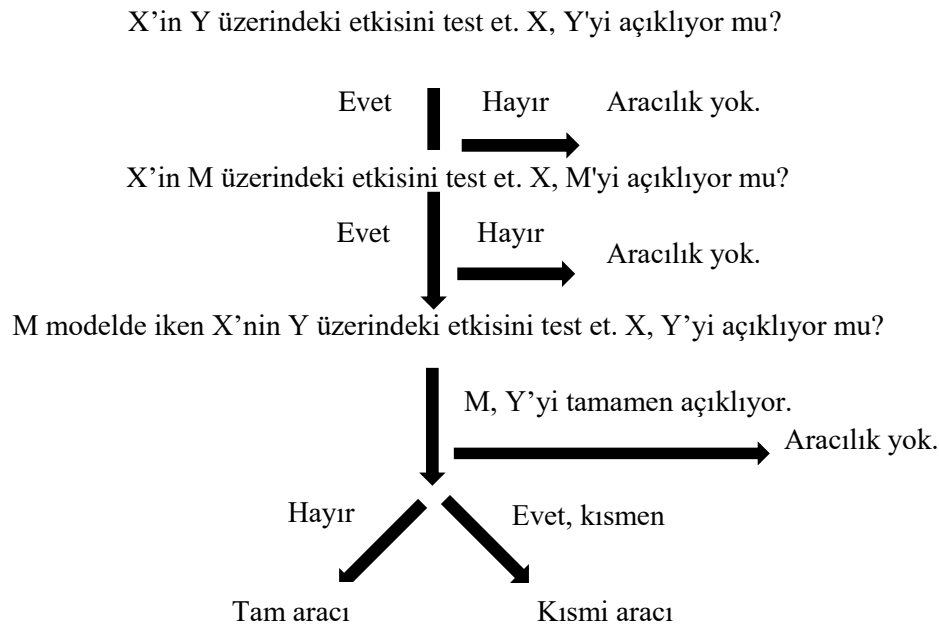 X’in Y üzerindeki etkisini test et. X, Y'yi açıklıyor mu?
Evet Hayır Aracılık yok.
X’in M üzerindeki etkisini test et. X, M'yi açıklıyor mu?
Evet Hayır Aracılık yok.
M modelde iken X’nin Y üzerindeki etkisini test et. X, Y’yi açıklıyor mu?
M, Y’yi tamamen açıklıyor.
Aracılık yok.
Hayır Evet, kısmen
Tam aracı Kısmi aracı